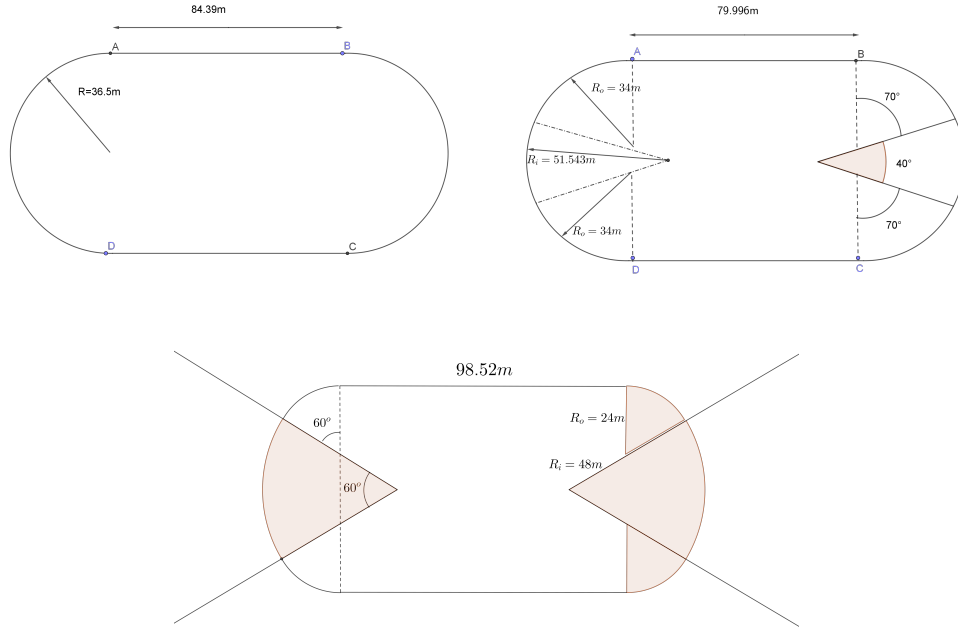 84.39m
A
B
R=36.5m
D
C
79.996m
A
B
R_o = 34m
70°
R_i = 51.543m
40°
R_o = 34m
70°
D
C
98.52m
60^o
R_o = 24m
R_i = 48m
60^o